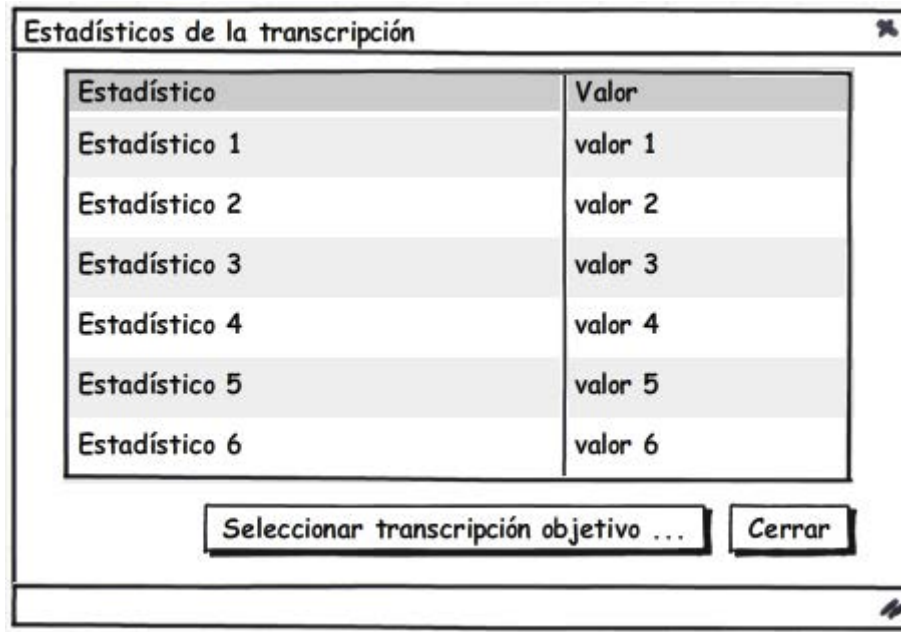 Estadísticos de la transcripción
Estadístico Valor
Estadístico 1 valor 1
Estadístico 2 valor 2
Estadístico 3 valor 3
Estadístico 4 valor 4
Estadístico 5 valor 5
Estadístico 6 valor 6
Seleccionar transcripción objetivo ... Cerrar